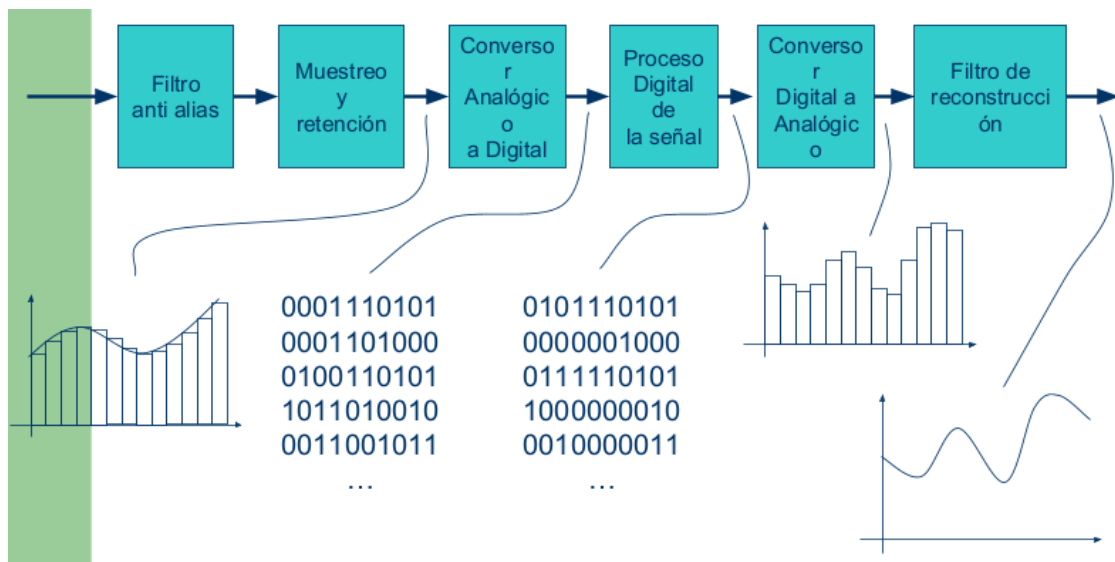 Filtro
anti alias
Muestreo
y
retención
Converso
r
Analógic
o
a Digital
Proceso
Digital
de
la señal
Converso
r
Digital a
Analógic
o
Filtro de
reconstrucci
ón
0001110101
0001101000
0100110101
1011010010
0011001011
...
0101110101
0000001000
0111110101
1000000010
0010000011
...